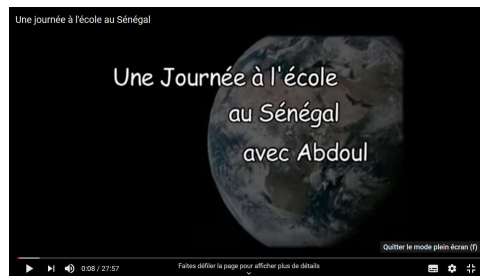 Une journée à l'école au Sénégal
Une Journée à l'école
au Sénégal
avec Abdoul
Quitter le mode plein écran (f)
0:08 / 27:57
Faites défiler la page pour afficher plus de détails